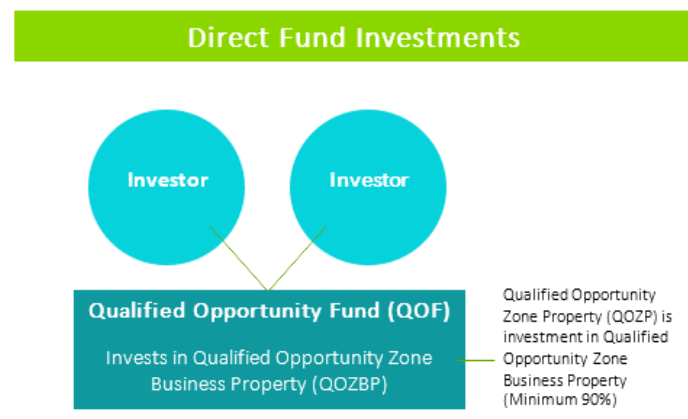 Direct Fund Investments
Investor
Investor
Qualified Opportunity Fund (QOF)
Invests in Qualified Opportunity Zone
Business Property (QOZBP)
Qualified Opportunity
Zone Property (QOZP) is
investment in Qualified
Opportunity Zone
Business Property
(Minimum 90%)